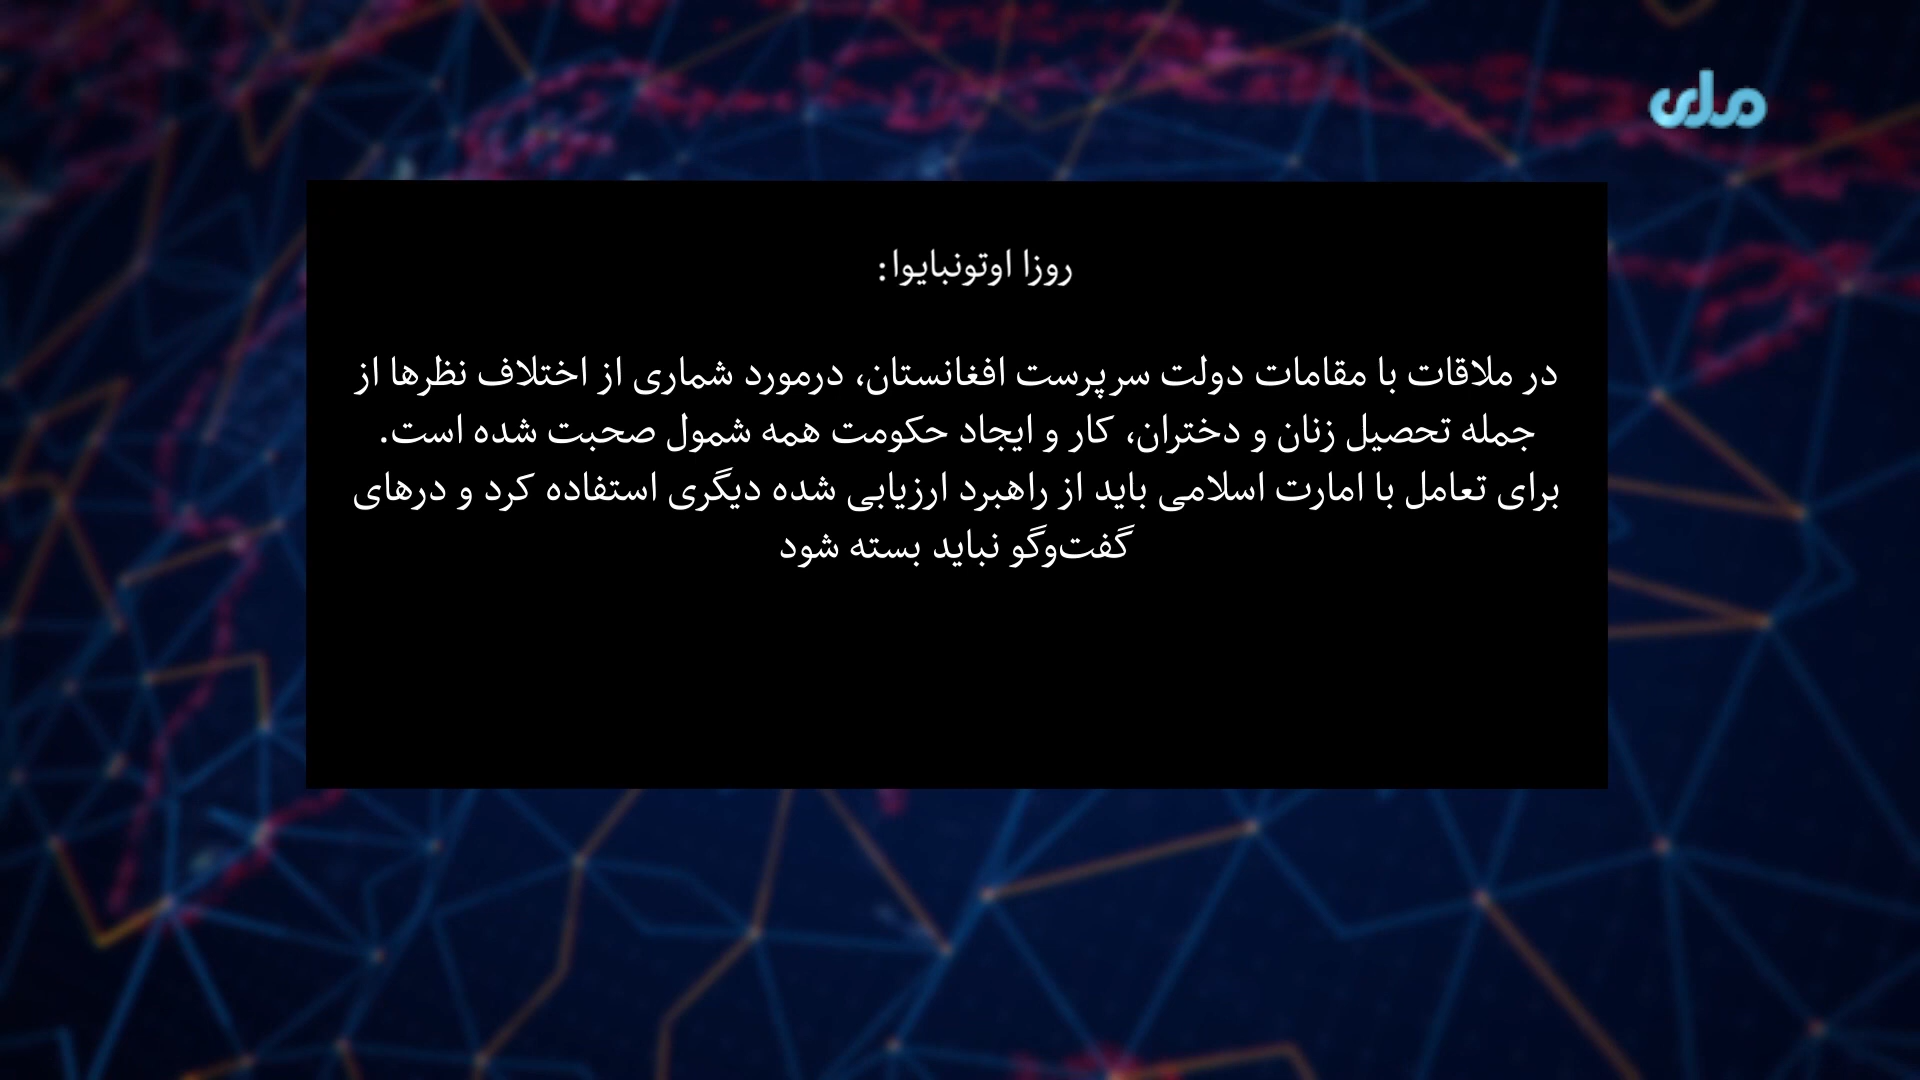 ملی
روزا اوتونبایوا:
در ملاقات با مقامات دولت سرپرست افغانستان، درمورد شماری از اختلاف نظرها از
جمله تحصیل زنان و دختران، کار و ایجاد حکومت همه شمول صحبت شده است.
برای تعامل با امارت اسلامی باید از راهبرد ارزیابی شده دیگری استفاده کرد و درهای
گفت‌وگو نباید بسته شود